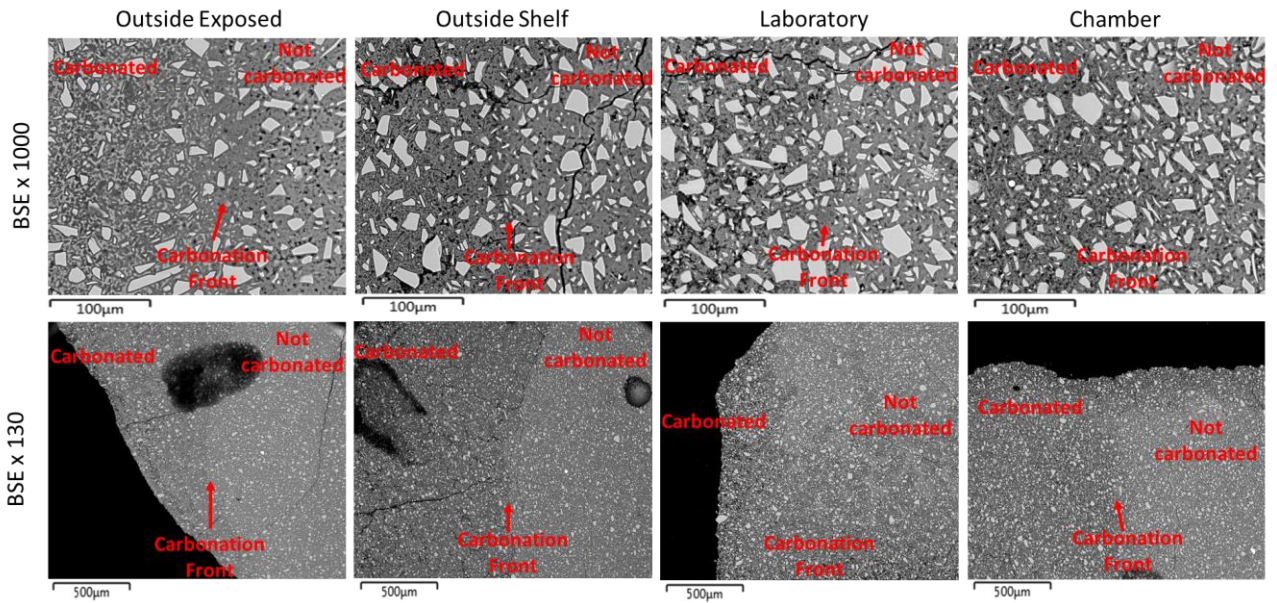 Outside Exposed
Outside Shelf
Laboratory
Chamber
BSE x 1000
Carbonated
Not
carbonated
Carbonation
Front
100µm
Carbonated
Not
carbonated
Carbonation
Front
100µm
Carbonated
Not
carbonated
Carbonation
Front
100µm
Carbonated
Not
carbonated
Carbonation
Front
100µm
BSE x 130
Carbonated
Not
carbonated
Carbonation
Front
500µm
Carbonated
Not
carbonated
Carbonation
Front
500µm
Carbonated
Not
carbonated
Carbonation
Front
500µm
Carbonated
Not
carbonated
Carbonation
Front
500µm